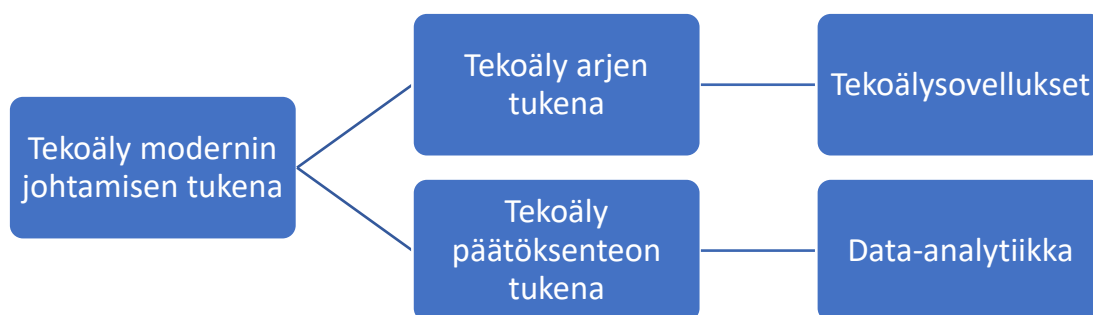 Tekoäly modernin
johtamisen tukena
Tekoäly arjen
tukena
Tekoälysovellukset
Tekoäly
päätöksenteon
tukena
Data-analytiikka